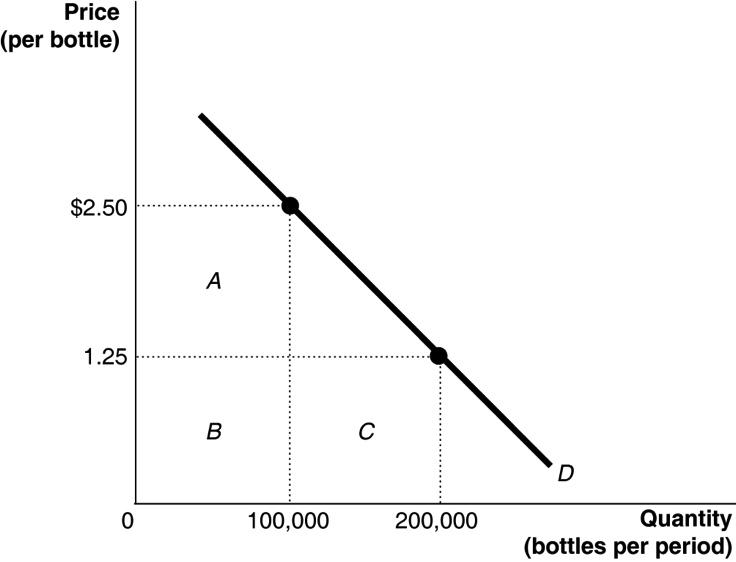 Price
(per bottle)
$2.50
A
1.25
B
C
D
0
100,000
200,000
Quantity
(bottles per period)